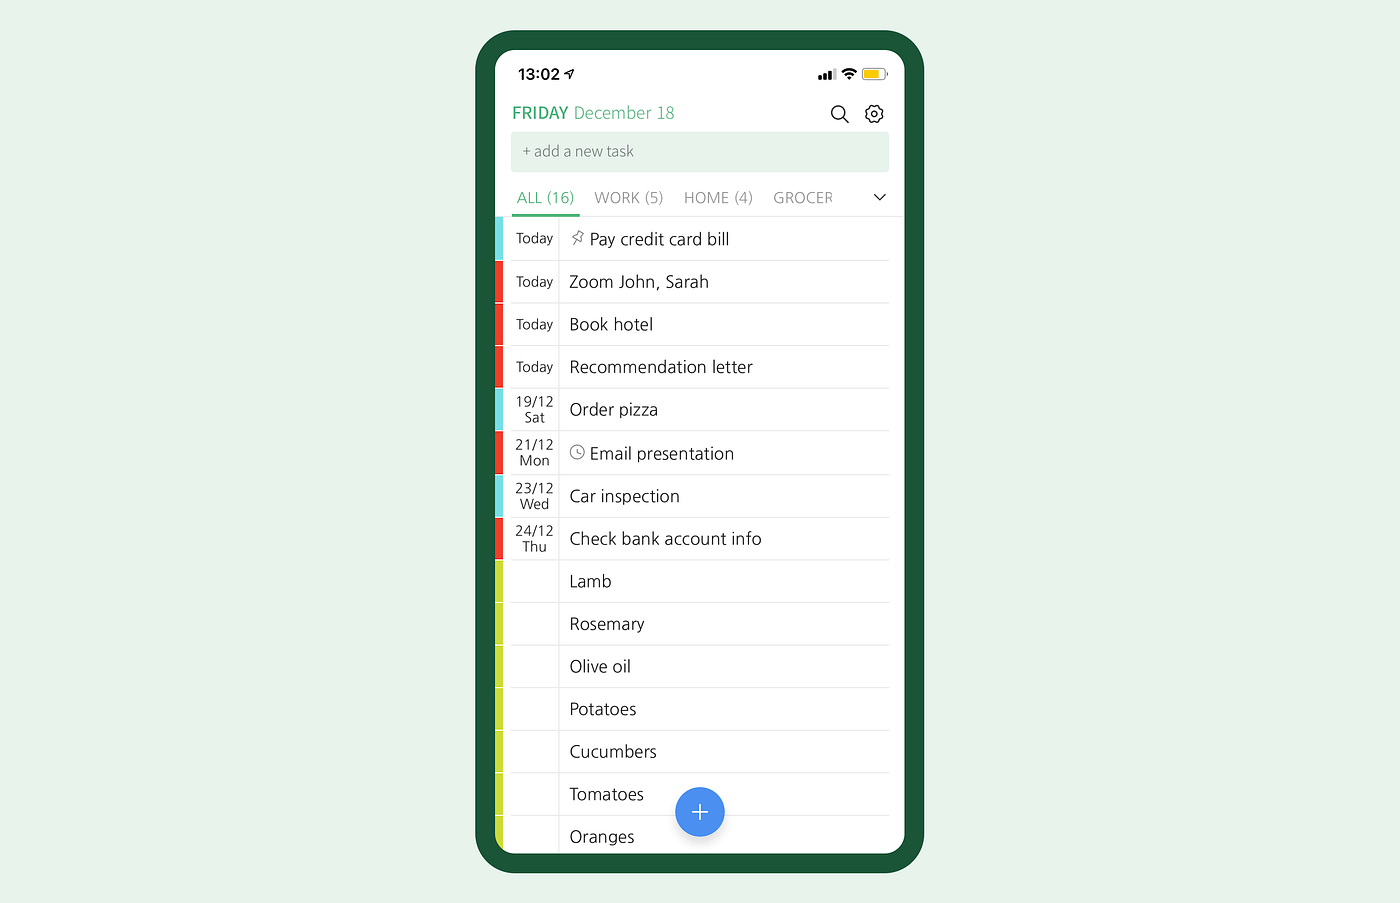 13:02
FRIDAY December 18
+ add a new task
ALL (16) WORK (5) HOME (4) GROCER
Today Pay credit card bill
Today Zoom John, Sarah
Today Book hotel
Today Recommendation letter
19/12
Sat
Order pizza
21/12
Mon
Email presentation
23/12
Wed
Car inspection
24/12
Thu
Check bank account info
Lamb
Rosemary
Olive oil
Potatoes
Cucumbers
Tomatoes
Oranges